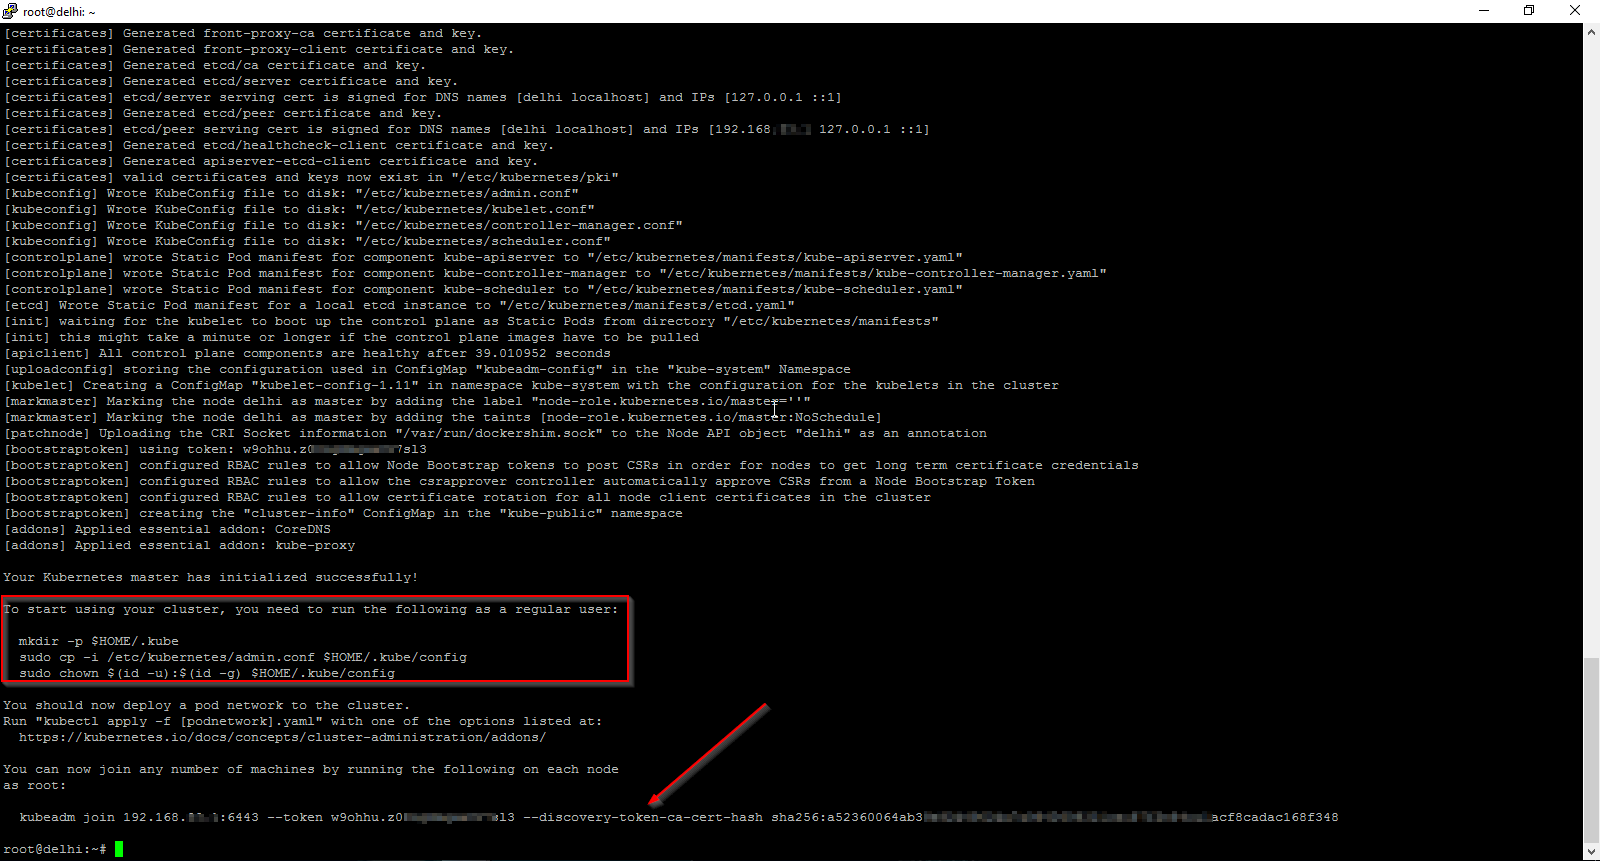 root@delhi: ~
[certificates] Generated front-proxy-ca certificate and key.
[certificates] Generated front-proxy-client certificate and key.
[certificates] Generated etcd/ca certificate and key.
[certificates] Generated etcd/server certificate and key.
[certificates] etcd/server serving cert is signed for DNS names [delhi localhost] and IPs [127.0.0.1 ::1]
[certificates] Generated etcd/peer certificate and key.
[certificates] etcd/peer serving cert is signed for DNS names [delhi localhost] and IPs [192.168. 127.0.0.1 ::1]
[certificates] Generated etcd/healthcheck-client certificate and key.
[certificates] Generated apiserver-etcd-client certificate and key.
[certificates] valid certificates and keys now exist in "/etc/kubernetes/pki"
[kubeconfig] Wrote KubeConfig file to disk: "/etc/kubernetes/admin.conf"
[kubeconfig] Wrote KubeConfig file to disk: "/etc/kubernetes/kubelet.conf"
[kubeconfig] Wrote KubeConfig file to disk: "/etc/kubernetes/controller-manager.conf"
[kubeconfig] Wrote KubeConfig file to disk: "/etc/kubernetes/scheduler.conf"
[controlplane] wrote Static Pod manifest for component kube-apiserver to "/etc/kubernetes/manifests/kube-apiserver.yaml"
[controlplane] wrote Static Pod manifest for component kube-controller-manager to "/etc/kubernetes/manifests/kube-controller-manager.yaml"
[controlplane] wrote Static Pod manifest for component kube-scheduler to "/etc/kubernetes/manifests/kube-scheduler.yaml"
[etcd] Wrote Static Pod manifest for a local etcd instance to "/etc/kubernetes/manifests/etcd.yaml"
[init] waiting for the kubelet to boot up the control plane as Static Pods from directory "/etc/kubernetes/manifests"
[init] this might take a minute or longer if the control plane images have to be pulled
[apiclient] All control plane components are healthy after 39.010952 seconds
[uploadconfig] storing the configuration used in ConfigMap "kubeadm-config" in the "kube-system" Namespace
[kubelet] Creating a ConfigMap "kubelet-config-1.11" in namespace kube-system with the configuration for the kubelets in the cluster
[markmaster] Marking the node delhi as master by adding the label "node-role.kubernetes.io/master=''"
[markmaster] Marking the node delhi as master by adding the taints [node-role.kubernetes.io/master:NoSchedule]
[patchnode] Uploading the CRI Socket information "/var/run/dockershim.sock" to the Node API object "delhi" as an annotation
[bootstraptoken] using token: w9ohhu.z0 7sl3
[bootstraptoken] configured RBAC rules to allow Node Bootstrap tokens to post CSRs in order for nodes to get long term certificate credentials
[bootstraptoken] configured RBAC rules to allow the csrapprover controller automatically approve CSRs from a Node Bootstrap Token
[bootstraptoken] configured RBAC rules to allow certificate rotation for all node client certificates in the cluster
[bootstraptoken] creating the "cluster-info" ConfigMap in the "kube-public" namespace
[addons] Applied essential addon: CoreDNS
[addons] Applied essential addon: kube-proxy
Your Kubernetes master has initialized successfully!
To start using your cluster, you need to run the following as a regular user:
mkdir -p $HOME/.kube
sudo cp -i /etc/kubernetes/admin.conf $HOME/.kube/config
sudo chown $(id -u):$(id -g) $HOME/.kube/config
You should now deploy a pod network to the cluster.
Run "kubectl apply -f [podnetwork].yaml" with one of the options listed at:
https://kubernetes.io/docs/concepts/cluster-administration/addons/
You can now join any number of machines by running the following on each node
as root:
kubeadm join 192.168. :6443 --token w9ohhu.z0 sl3 --discovery-token-ca-cert-hash sha256:a52360064ab3 acf8cadac168f348
root@delhi:~#